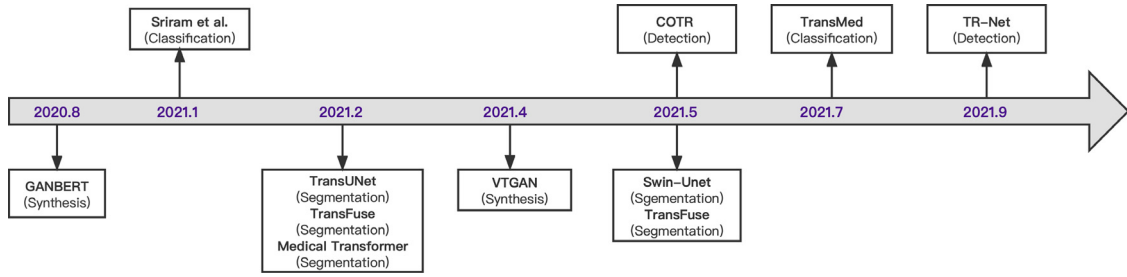 Sriram et al.
(Classification)
COTR
(Detection)
TransMed
(Classification)
TR-Net
(Detection)
2020.8
2021.1
2021.2
2021.4
2021.5
2021.7
2021.9
GANBERT
(Synthesis)
TransUNet
(Segmentation)
TransFuse
(Segmentation)
Medical Transformer
(Segmentation)
VTGAN
(Synthesis)
Swin-Unet
(Sgementation)
TransFuse
(Segmentation)